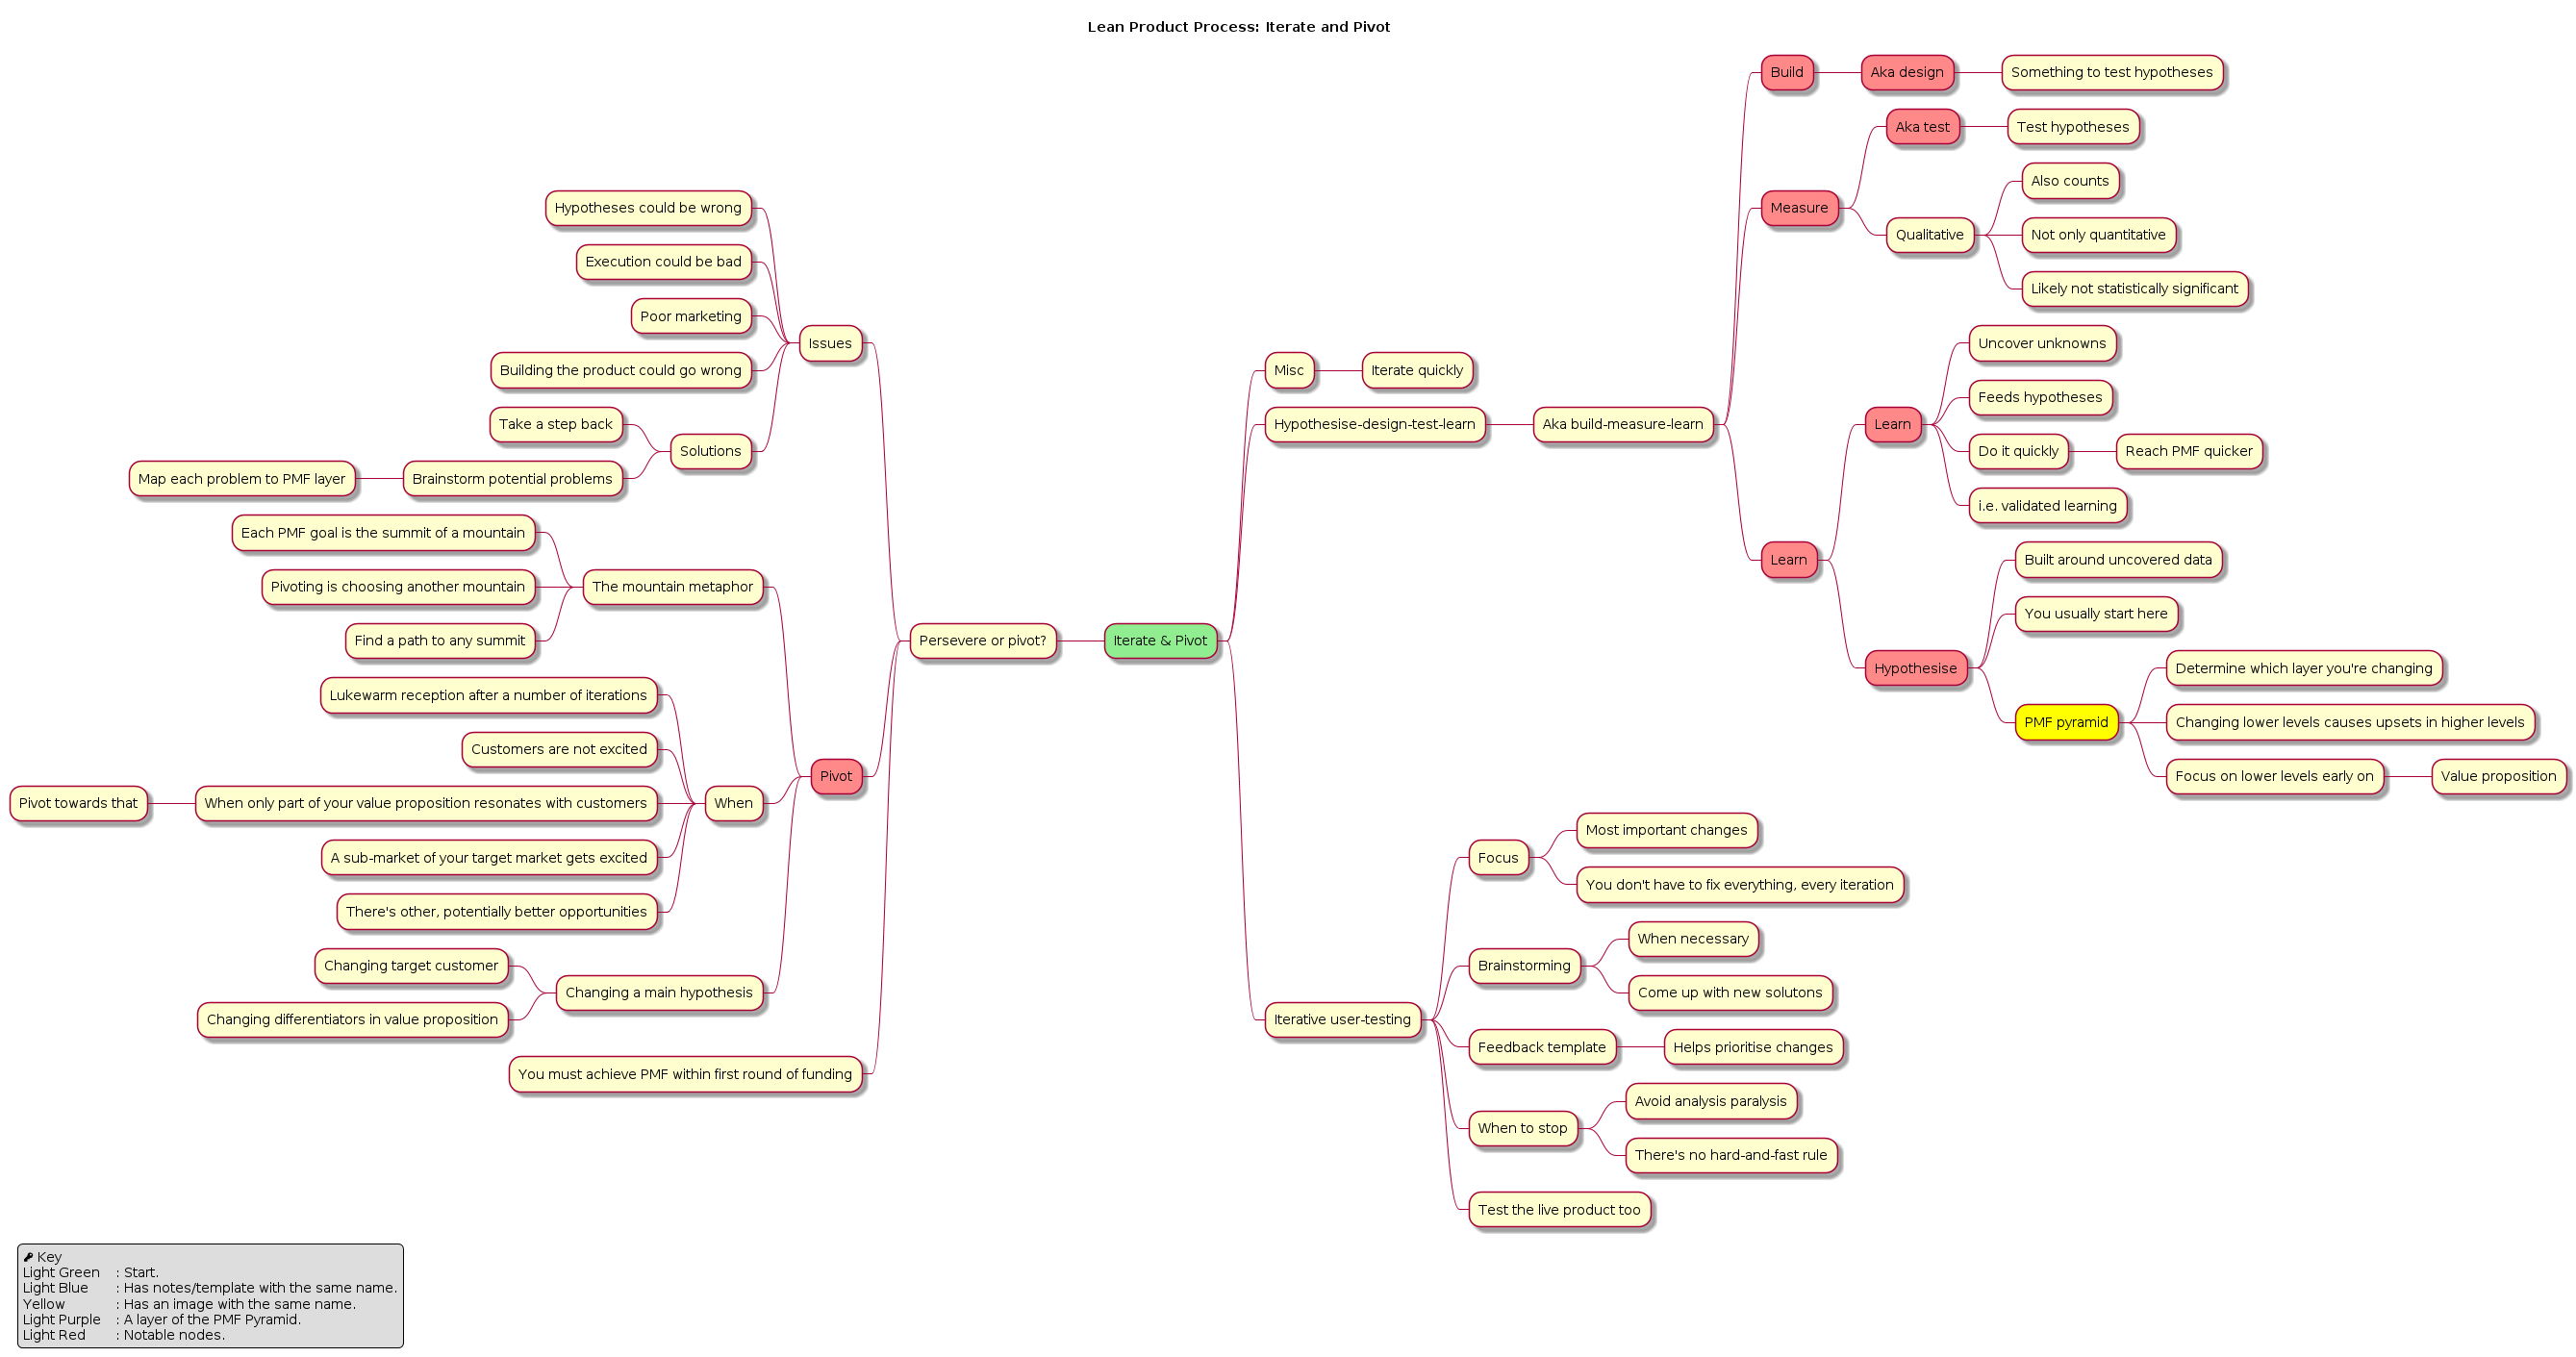 Lean Product Process: Iterate and Pivot
Iterate & Pivot
Misc
Iterate quickly
Hypothesise-design-test-learn
Aka build-measure-learn
Build
Aka design
Something to test hypotheses
Measure
Aka test
Test hypotheses
Qualitative
Also counts
Not only quantitative
Likely not statistically significant
Learn
Learn
Uncover unknowns
Feeds hypotheses
Do it quickly
Reach PMF quicker
i.e. validated learning
Hypothesise
Built around uncovered data
You usually start here
PMF pyramid
Determine which layer you're changing
Changing lower levels causes upsets in higher levels
Focus on lower levels early on
Value proposition
Iterative user-testing
Focus
Most important changes
You don't have to fix everything, every iteration
Brainstorming
When necessary
Come up with new solutons
Feedback template
Helps prioritise changes
When to stop
Avoid analysis paralysis
There's no hard-and-fast rule
Test the live product too
Persevere or pivot?
Issues
Hypotheses could be wrong
Execution could be bad
Poor marketing
Building the product could go wrong
Solutions
Take a step back
Brainstorm potential problems
Map each problem to PMF layer
Pivot
The mountain metaphor
Each PMF goal is the summit of a mountain
Pivoting is choosing another mountain
Find a path to any summit
When
Lukewarm reception after a number of iterations
Customers are not excited
When only part of your value proposition resonates with customers
Pivot towards that
A sub-market of your target market gets excited
There's other, potentially better opportunities
Changing a main hypothesis
Changing target customer
Changing differentiators in value proposition
You must achieve PMF within first round of funding
Key
Light Green : Start.
Light Blue : Has notes/template with the same name.
Yellow : Has an image with the same name.
Light Purple : A layer of the PMF Pyramid.
Light Red : Notable nodes.